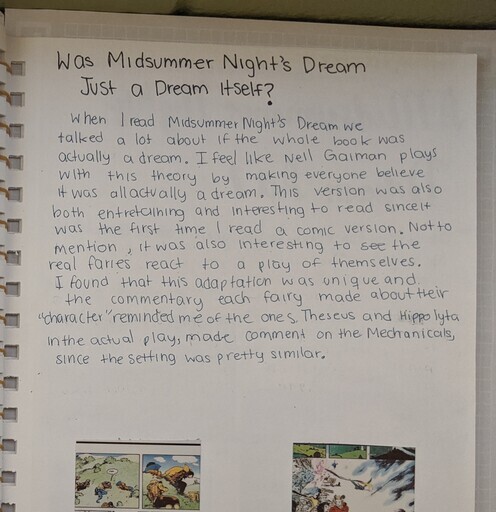 Was Midsummer Night's Dream
Just a Dream Itself?
When I read Midsummer Night's Dream we
talked a lot about if the whole book was
actually a dream. I feel like Neil Gaiman plays
with this theory by making everyone believe
it was all actually a dream. This version was also
both entretaining and interesting to read since it
was the first time I read a comic version. Not to
mention, it was also interesting to see the
real faries react to a play of themselves.
I found that this adaptation was unique and
the commentary each fairy made about their
"character" reminded me of the ones Theseus and Hippolyta
in the actual play, made comment on the Mechanicals,
since the setting was pretty similar.